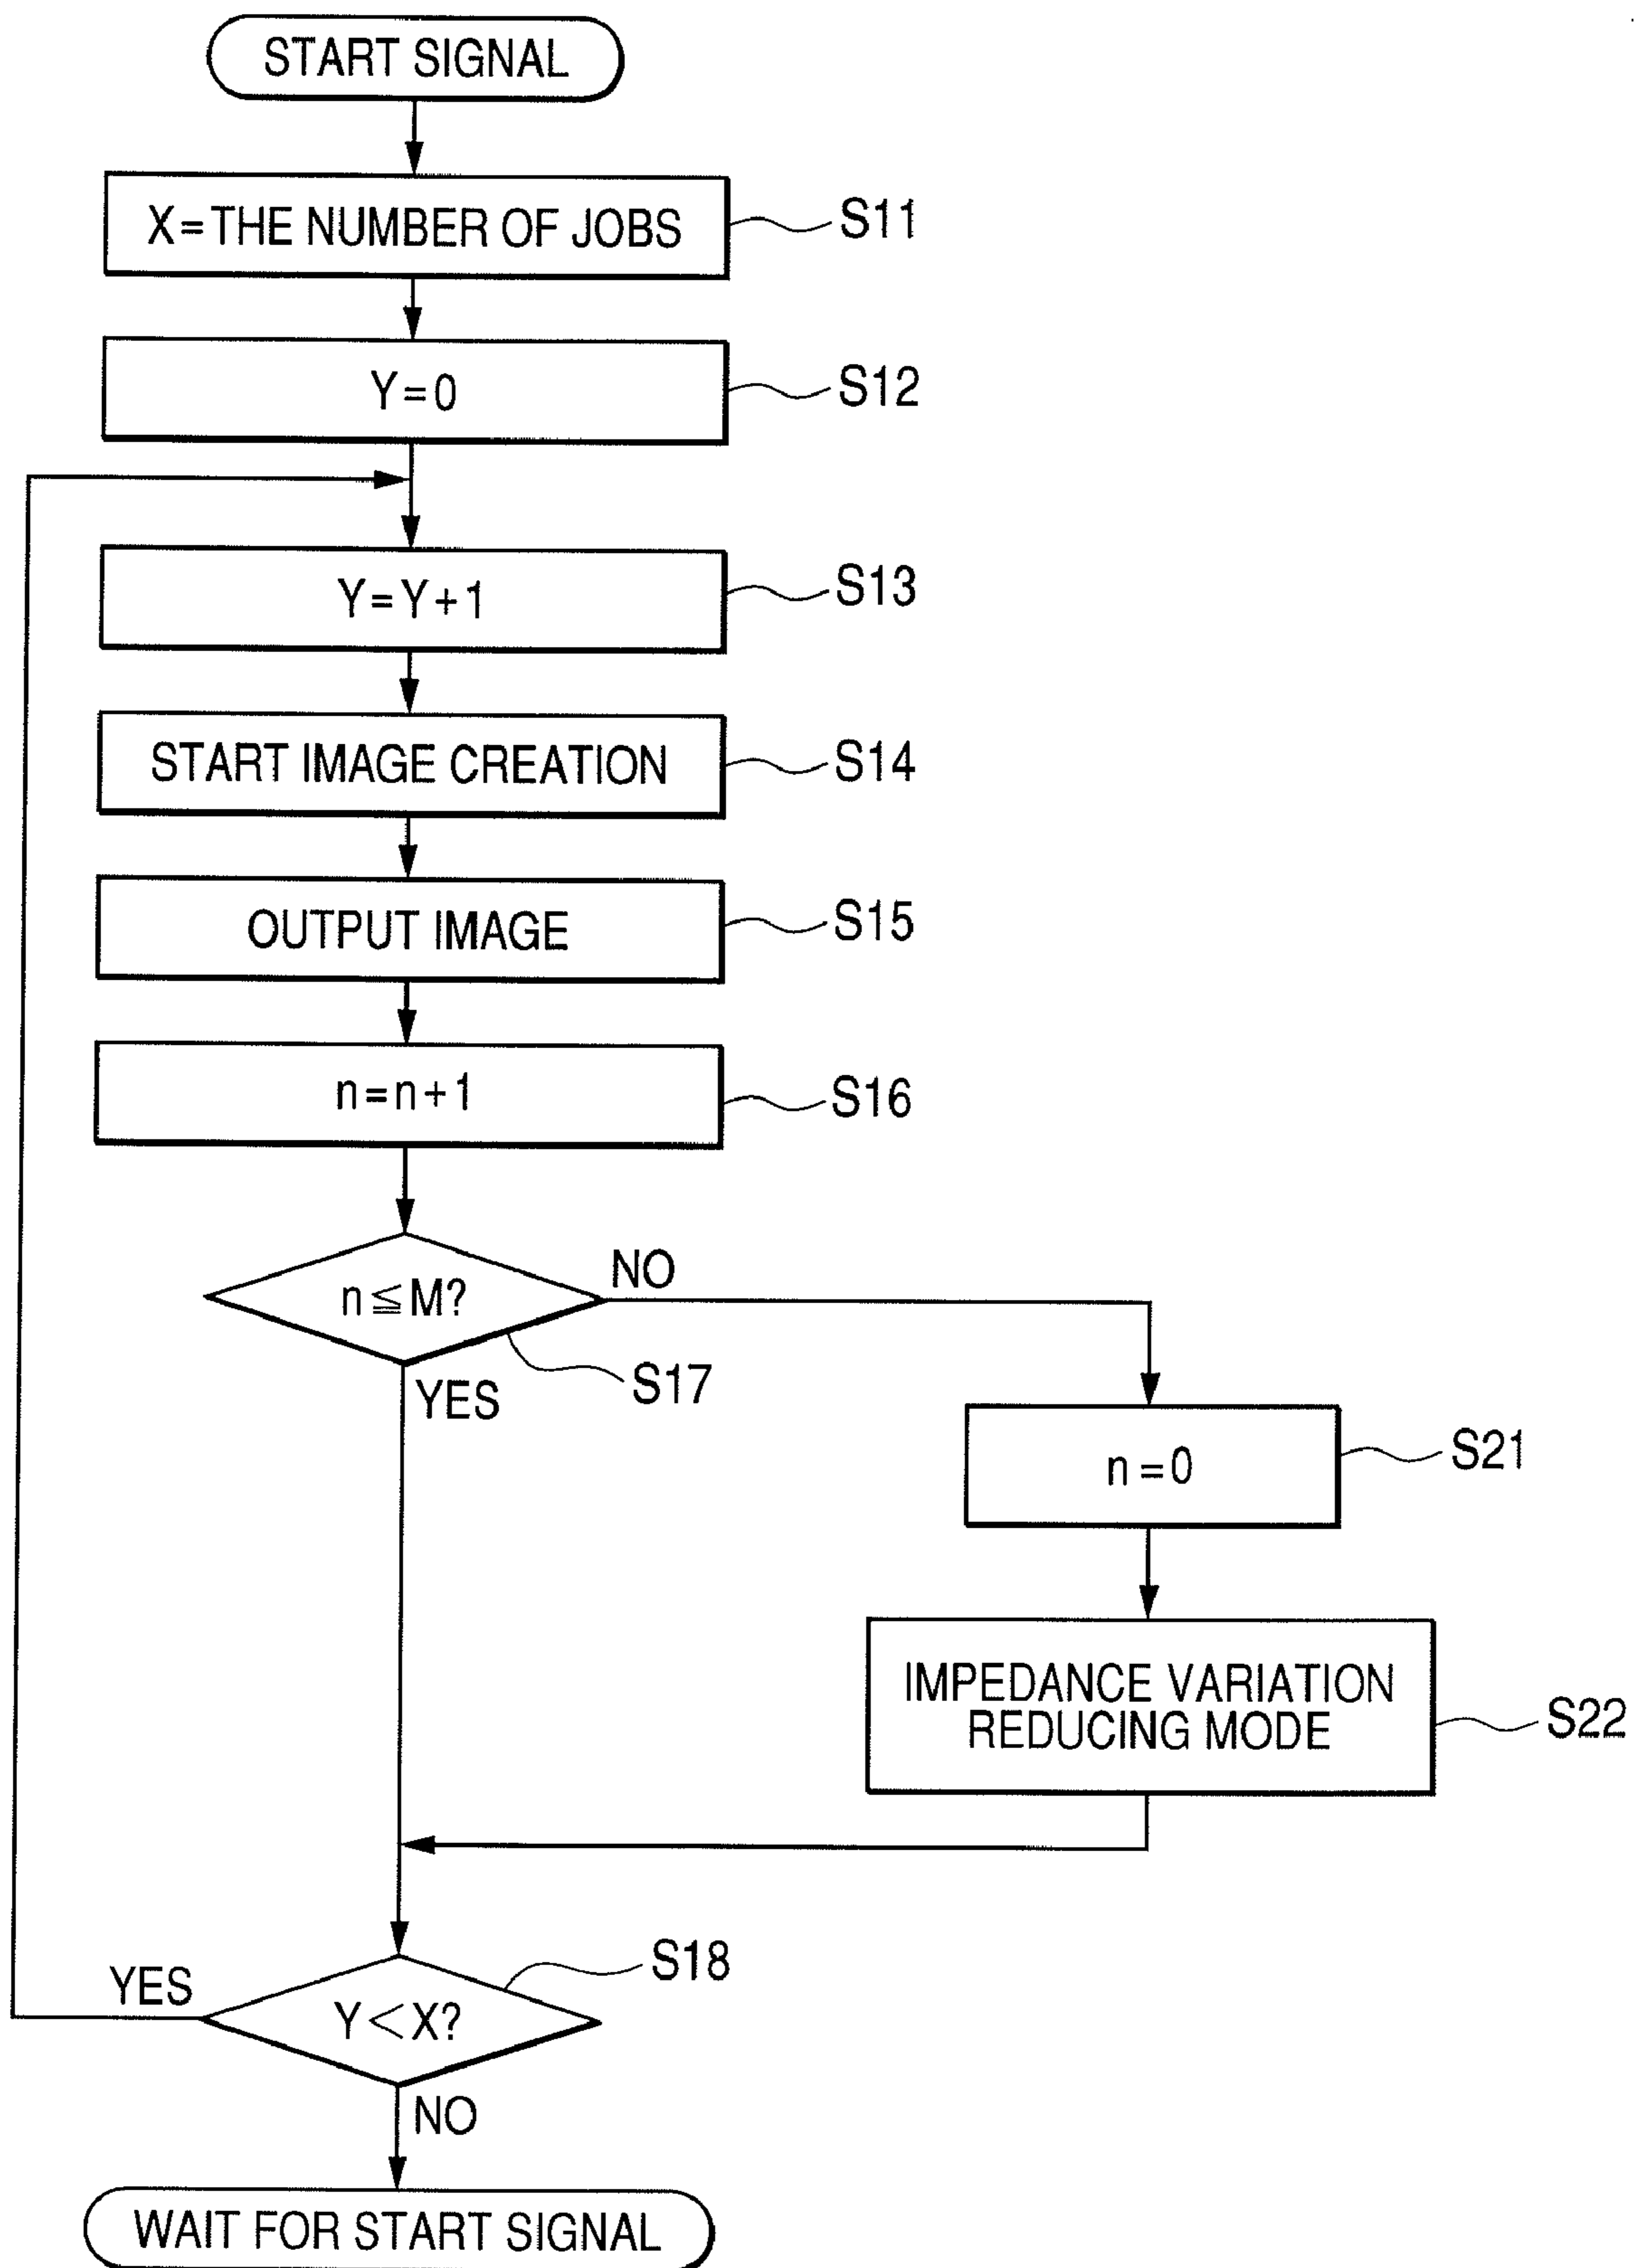 START SIGNAL
X=THE NUMBER OF JOBS
S11
Y=0
S12
Y=Y+1
S13
START IMAGE CREATION
S14
OUTPUT IMAGE
S15
n=n+1
S16
n≦M?
NO
S17
YES
n=0
S21
IMPEDANCE VARIATION
REDUCING MODE
S22
S18
YES
Y<X?
NO
WAIT FOR START SIGNAL